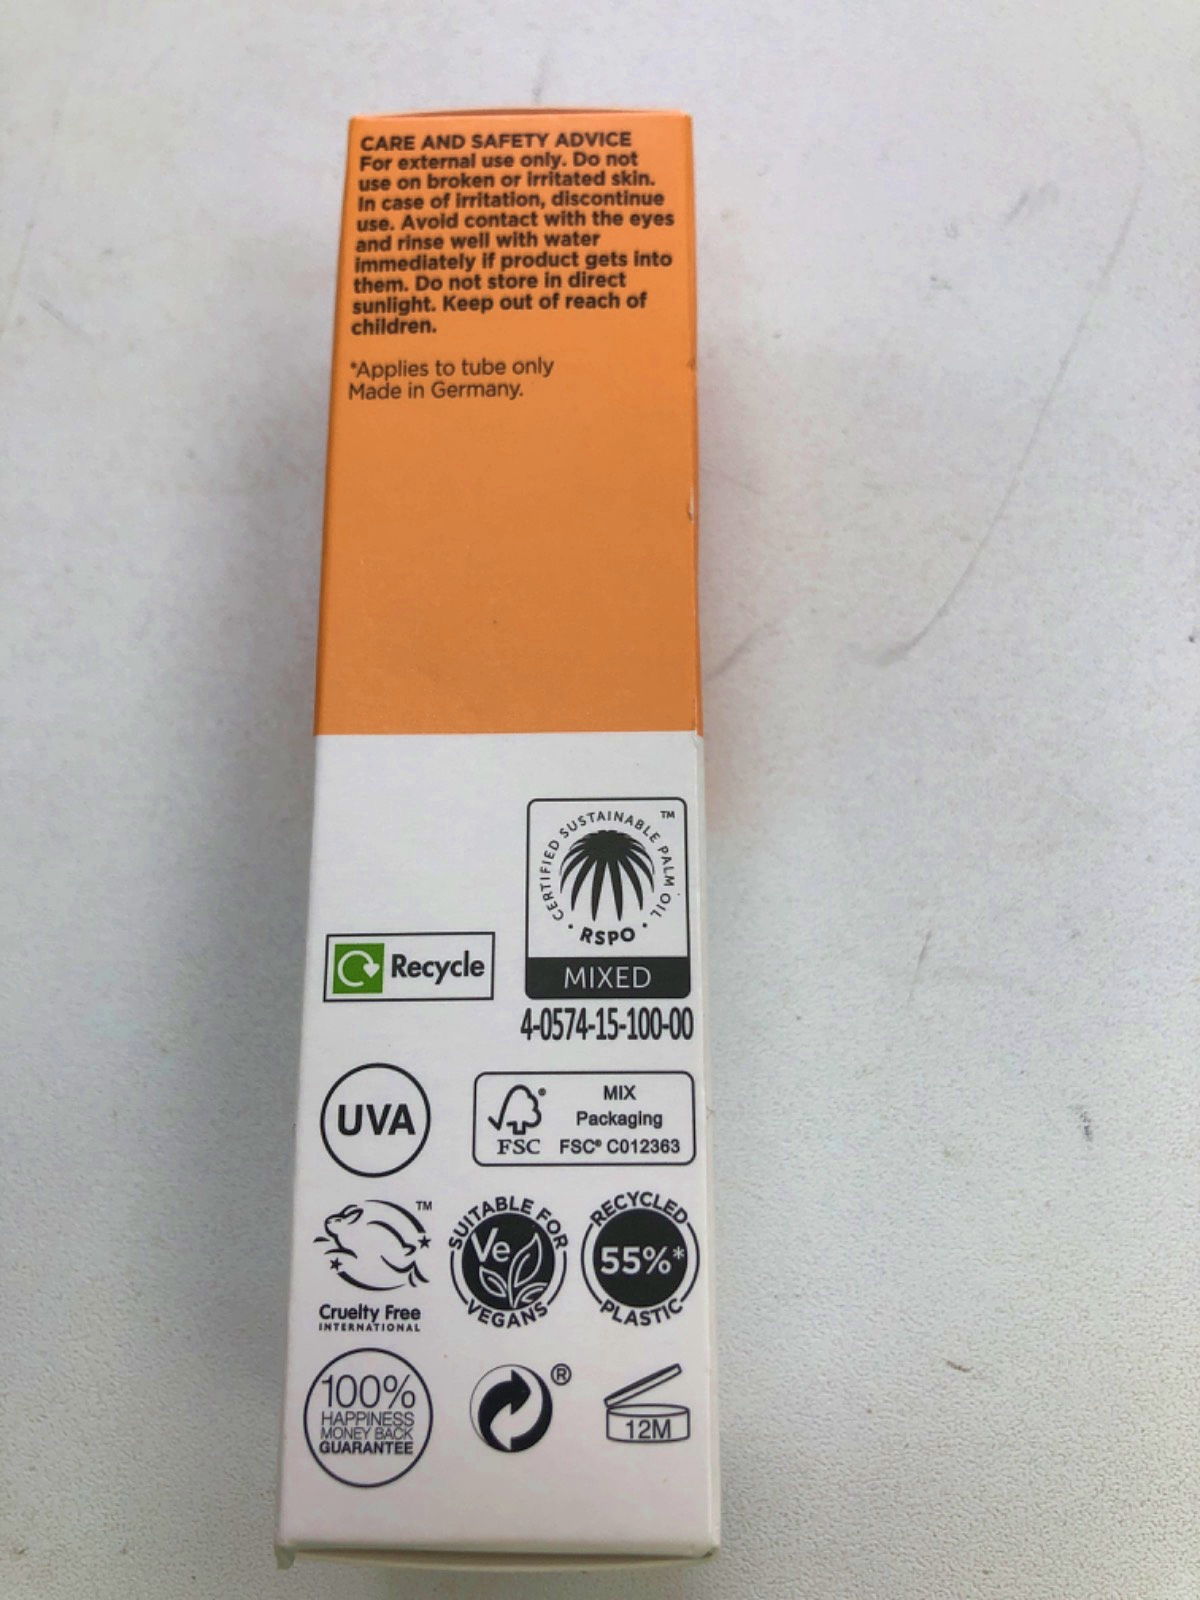 CARE AND SAFETY ADVICE
For external use only. Do not
use on broken or irritated skin.
In case of irritation, discontinue
use. Avoid contact with the eyes
and rinse well with water
immediately if product gets into
them. Do not store in direct
sunlight. Keep out of reach of
children.
*Applies to tube only
Made in Germany.
CERTIFIED SUSTAINABLE PALM OIL TM
· RSPO ·
MIXED
Recycle
4-0574-15-100-00
UVA
FSC®
MIX
Packaging
FSC® C012363
TM
Cruelty Free
INTERNATIONAL
SUITABLE FOR
Ve
VEGANS
RECYCLED
55%*
PLASTIC
100%
HAPPINESS
MONEY BACK
GUARANTEE
®
12M